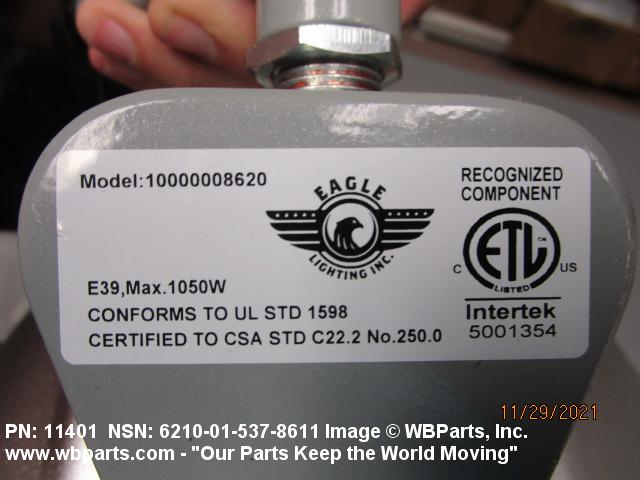 Model:10000008620
EAGLE
LIGHTING INC.
RECOGNIZED
COMPONENT
ETL
C
US
LISTED
Intertek
5001354
E39,Max.1050W
CONFORMS TO UL STD 1598
CERTIFIED TO CSA STD C22.2 No.250.0
11/29/2021
PN: 11401 NSN: 6210-01-537-8611 Image © WBParts, Inc.
www.wbparts.com - "Our Parts Keep the World Moving"